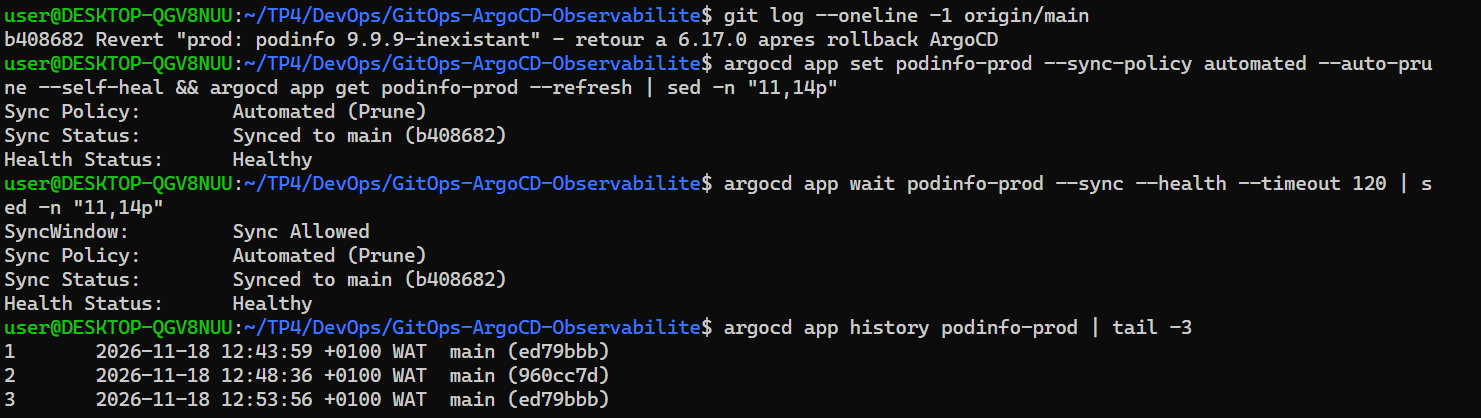 user@DESKTOP-QGV8NUU:~/TP4/DevOps/GitOps-ArgoCD-Observabilite$ git log --oneline -1 origin/main
b408682 Revert "prod: podinfo 9.9.9-inexistant" - retour a 6.17.0 apres rollback ArgoCD
user@DESKTOP-QGV8NUU:~/TP4/DevOps/GitOps-ArgoCD-Observabilite$ argocd app set podinfo-prod --sync-policy automated --auto-pru
ne --self-heal && argocd app get podinfo-prod --refresh | sed -n "11,14p"
Sync Policy:        Automated (Prune)
Sync Status:        Synced to main (b408682)
Health Status:      Healthy
user@DESKTOP-QGV8NUU:~/TP4/DevOps/GitOps-ArgoCD-Observabilite$ argocd app wait podinfo-prod --sync --health --timeout 120 | s
ed -n "11,14p"
SyncWindow:         Sync Allowed
Sync Policy:        Automated (Prune)
Sync Status:        Synced to main (b408682)
Health Status:      Healthy
user@DESKTOP-QGV8NUU:~/TP4/DevOps/GitOps-ArgoCD-Observabilite$ argocd app history podinfo-prod | tail -3
1       2026-11-18 12:43:59 +0100 WAT  main (ed79bbb)
2       2026-11-18 12:48:36 +0100 WAT  main (960cc7d)
3       2026-11-18 12:53:56 +0100 WAT  main (ed79bbb)